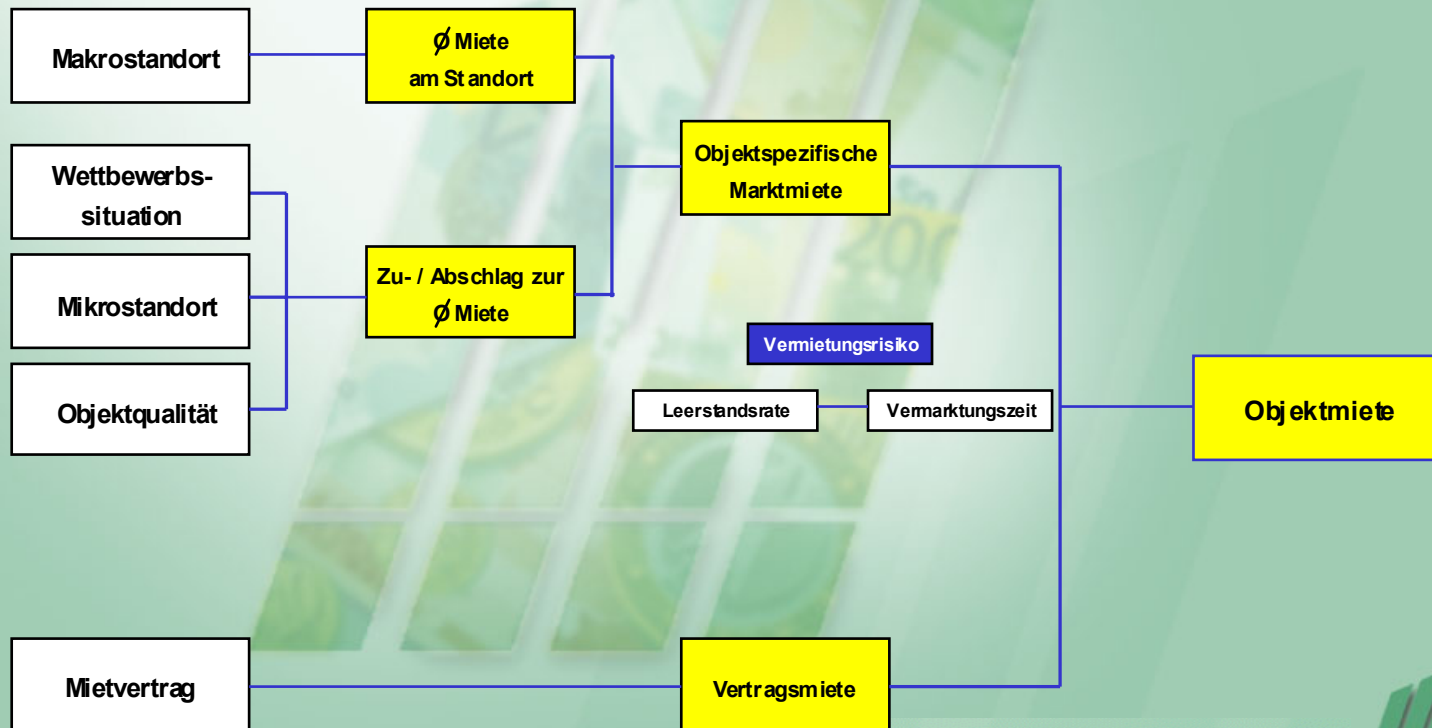 Makrostandort
Ø Miete
am Standort
Wettbewerbs-
situation
Objektspezifische
Marktmiete
Mikrostandort
Zu- / Abschlag zur
Ø Miete
Objektqualität
Vermietungsrisiko
Leerstandsrate
Vermarktungszeit
Objektmiete
Mietvertrag
Vertragsmiete
200